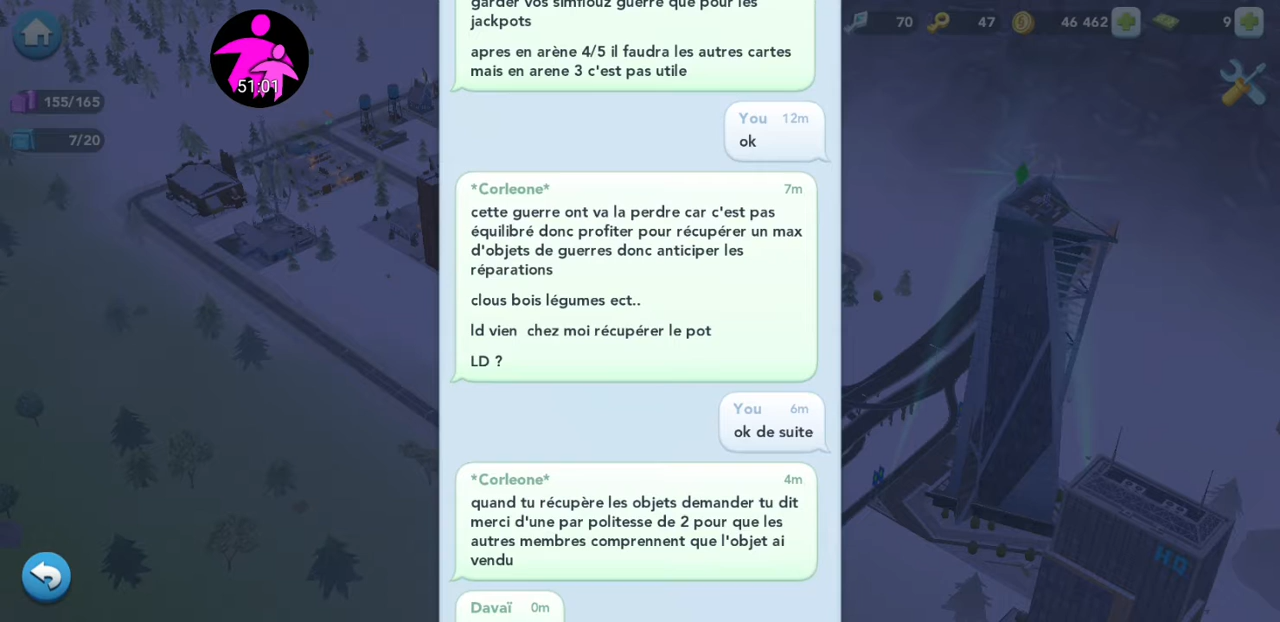 garder vos simflouz guerre que pour les
jackpots
apres en arène 4/5 il faudra les autres cartes
mais en arene 3 c'est pas utile
You 12m
ok
*Corleone* 7m
cette guerre ont va la perdre car c'est pas
équilibré donc profiter pour récupérer un max
d'objets de guerres donc anticiper les
réparations
clous bois légumes ect..
ld vien chez moi récupérer le pot
LD ?
You 6m
ok de suite
*Corleone* 4m
quand tu récupère les objets demander tu dit
merci d'une par politesse de 2 pour que les
autres membres comprennent que l'objet ai
vendu
Davaï 0m
51:01
155/165
7/20
70
47
46 462
9
H.Q